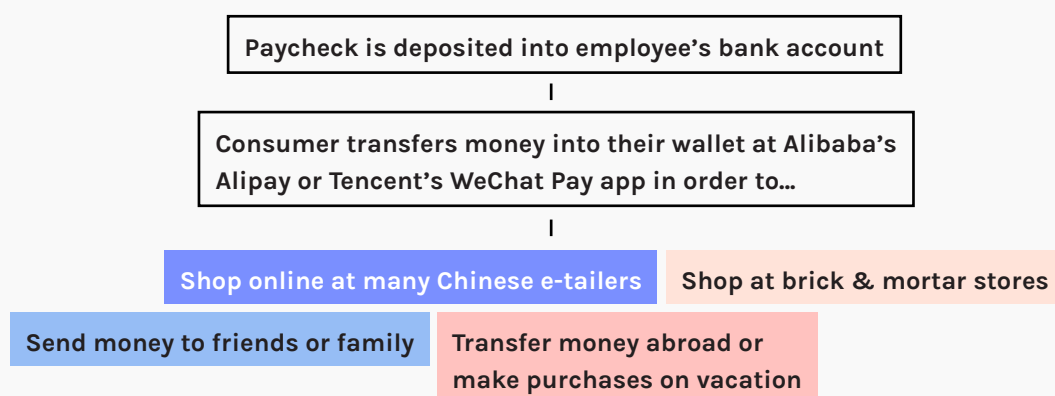 Paycheck is deposited into employee’s bank account
Consumer transfers money into their wallet at Alibaba’s
Alipay or Tencent’s WeChat Pay app in order to…
Shop online at many Chinese e-tailers
Shop at brick & mortar stores
Send money to friends or family
Transfer money abroad or
make purchases on vacation